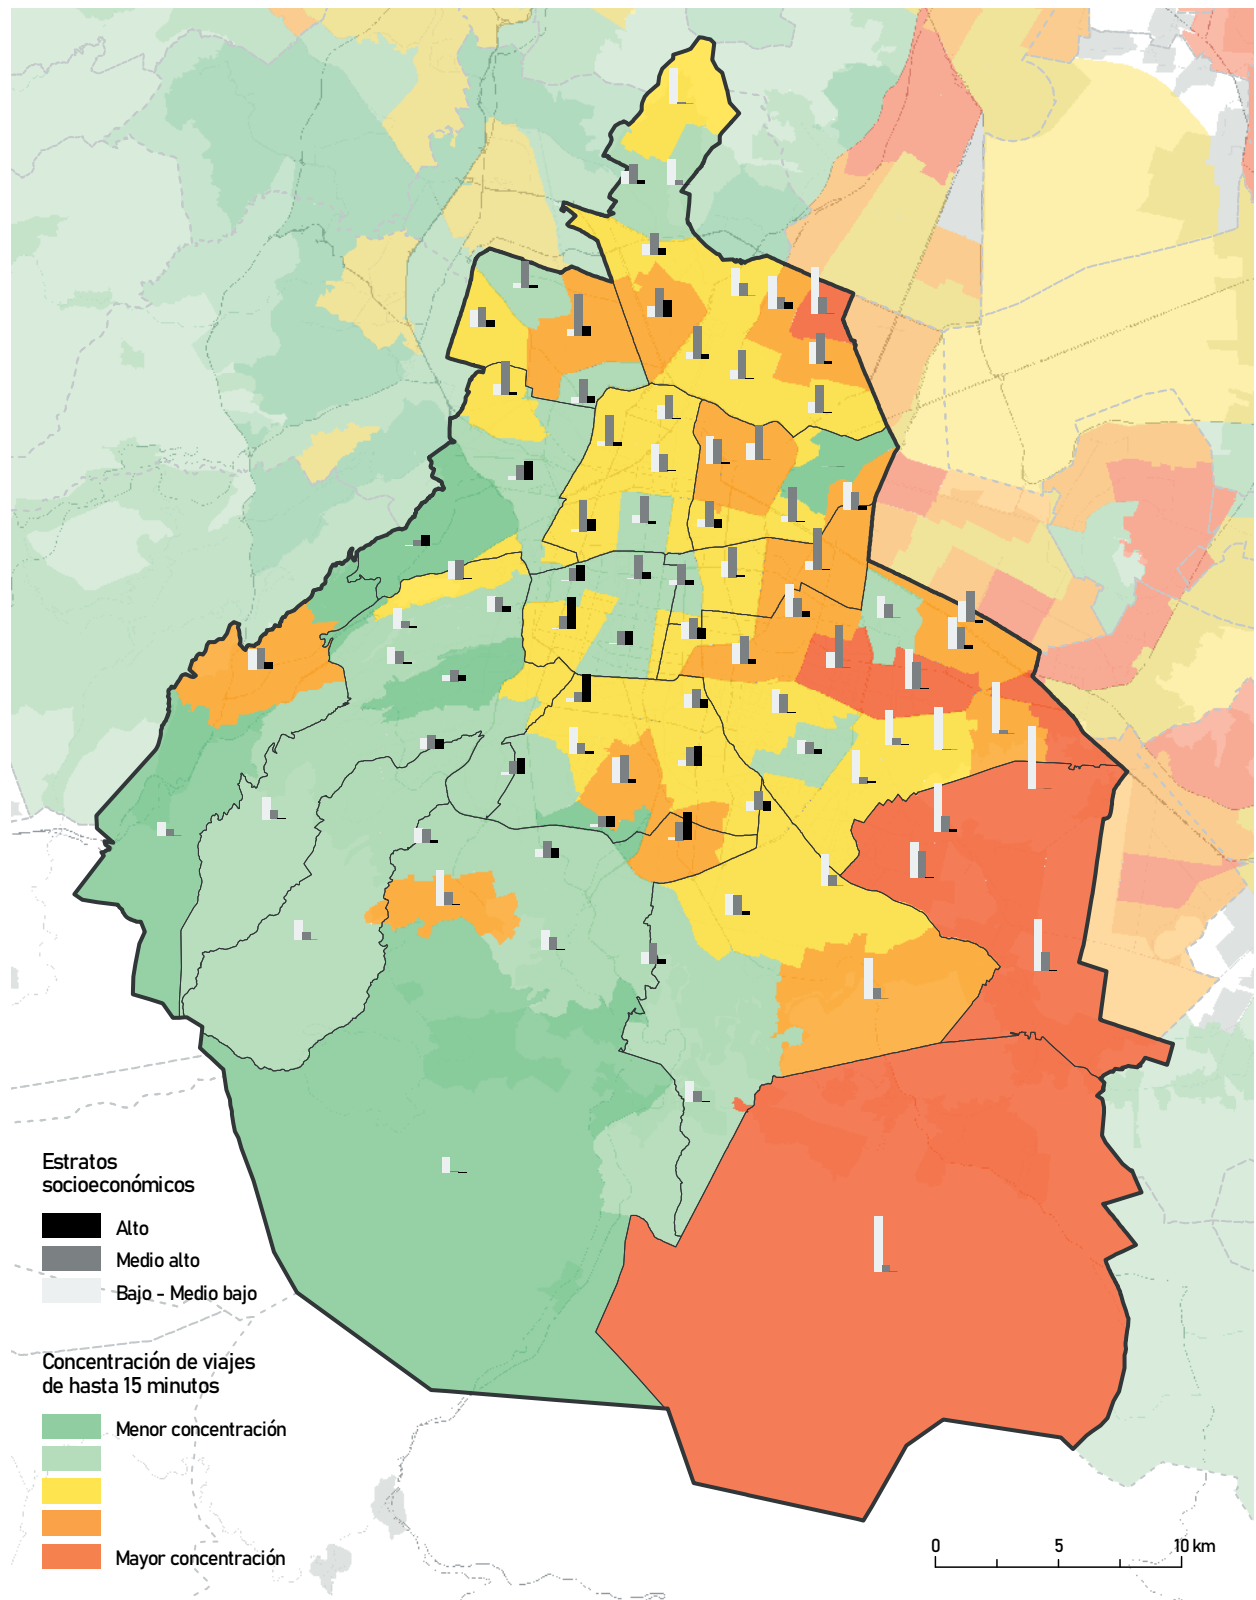 Estratos
socioeconómicos
Alto
Medio alto
Bajo - Medio bajo
Concentración de viajes
de hasta 15 minutos
Menor concentración
Mayor concentración
0 5 10 km